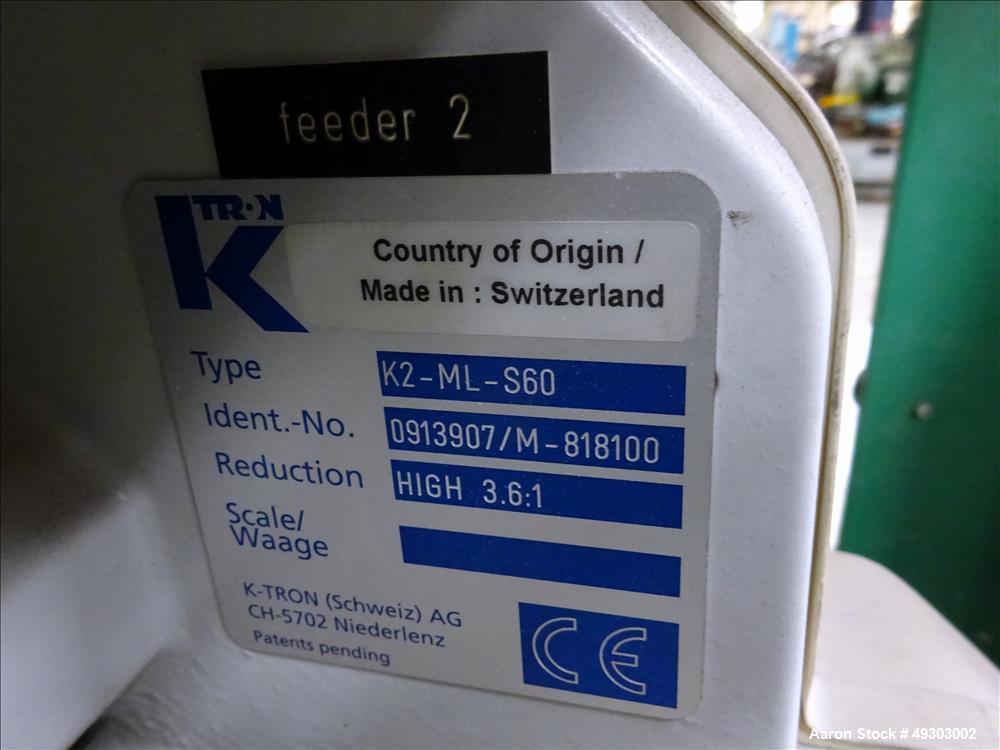 feeder 2
K-TRON
Country of Origin /
Made in : Switzerland
Type K2-ML-S60
Ident.-No. 0913907/M-818100
Reduction HIGH 3.6:1
Scale/
Waage
K-TRON (Schweiz) AG
CH-5702 Niederlenz
Patents pending
CE
Aaron Stock # 49303002